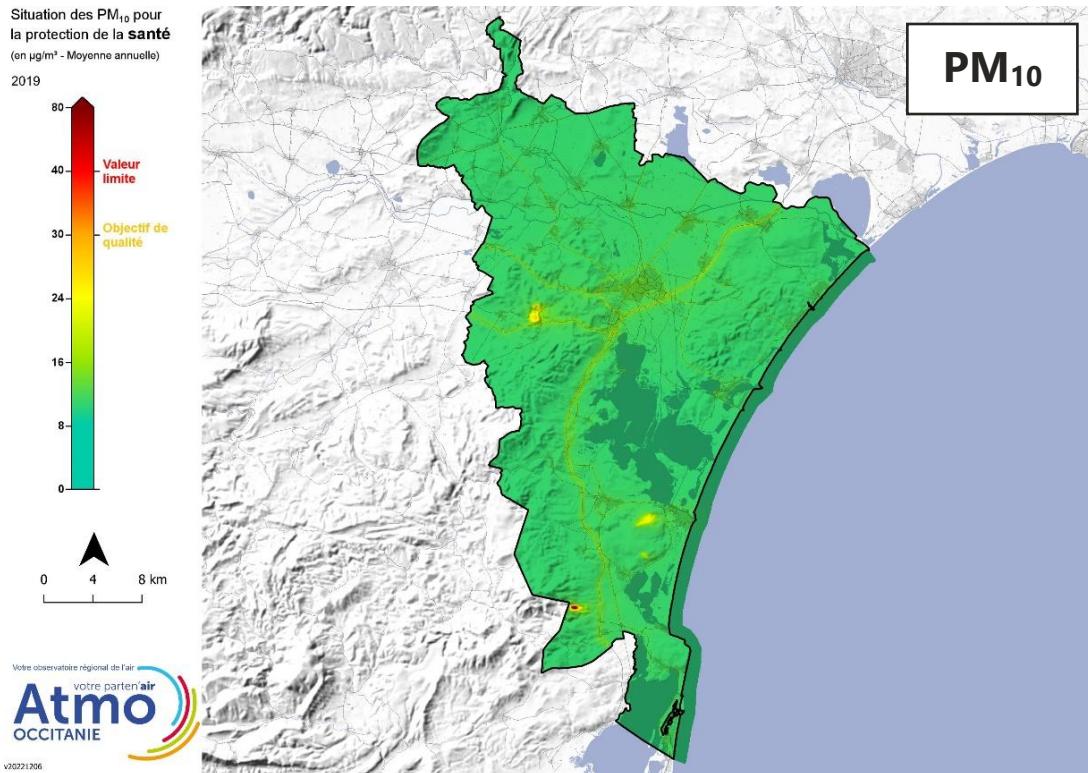 Situation des PM₁₀ pour
la protection de la santé
(en µg/m³ - Moyenne annuelle)
2019
80
Valeur
limite
40
Objectif de
qualité
30
24
16
8
0
0 4 8 km
Votre observatoire régional de l'air
votre parten'air
Atmo
OCCITANIE
v20221206
PM₁₀